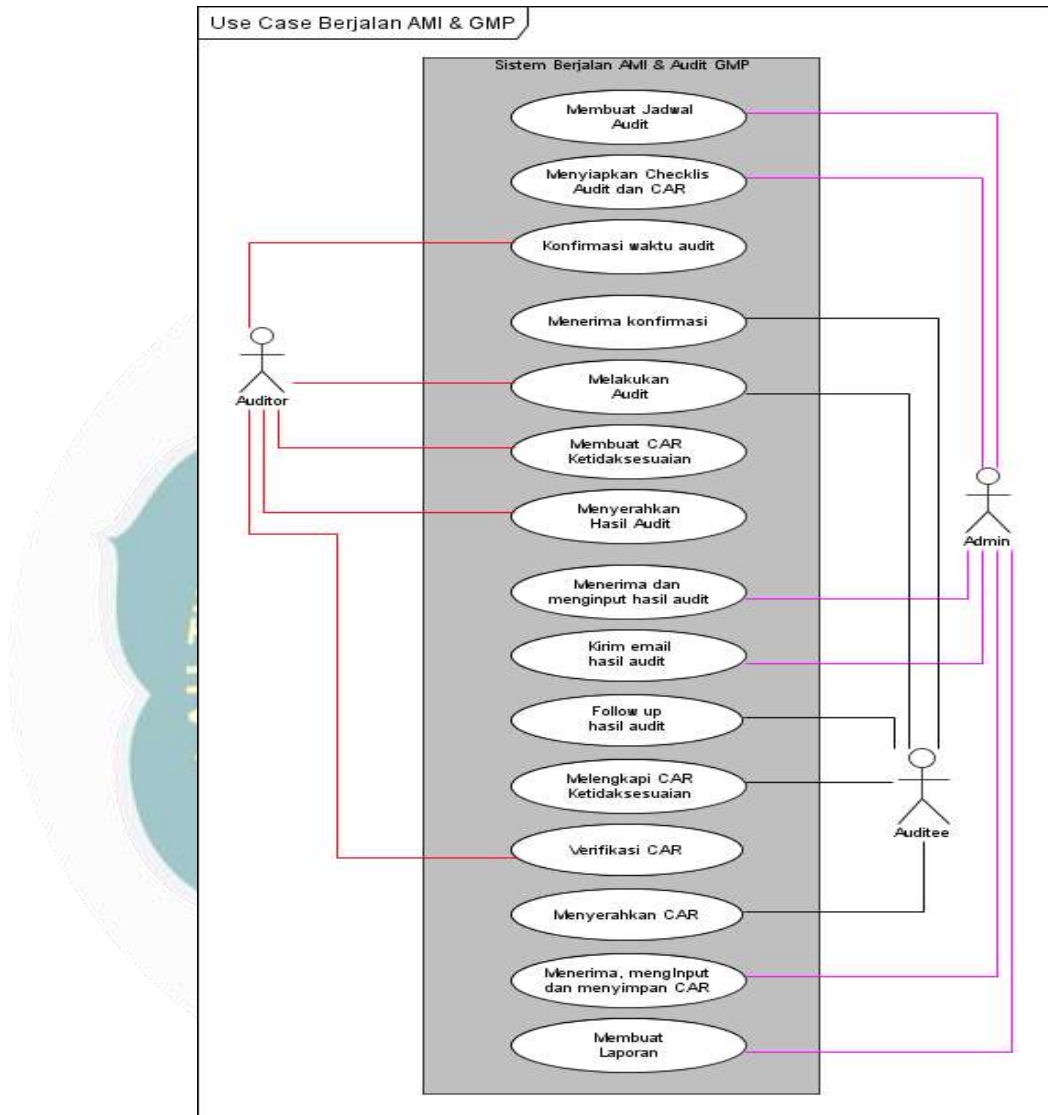 Use Case Berjalan AMI & GMP
Sistem Berjalan AMI & Audit GMP
Membuat Jadwal
Audit
Menyiapkan Checklis
Audit dan CAR
Konfirmasi waktu audit
Menerima konfirmasi
Melakukan
Audit
Auditor
Membuat CAR
Ketidaksesuaian
Menyerahkan
Hasil Audit
Admin
Menerima dan
menginput hasil audit
Kirim email
hasil audit
Follow up
hasil audit
Melengkapi CAR
Ketidaksesuaian
Auditee
Verifikasi CAR
Menyerahkan CAR
Menerima, mengInput
dan menyimpan CAR
Membuat
Laporan